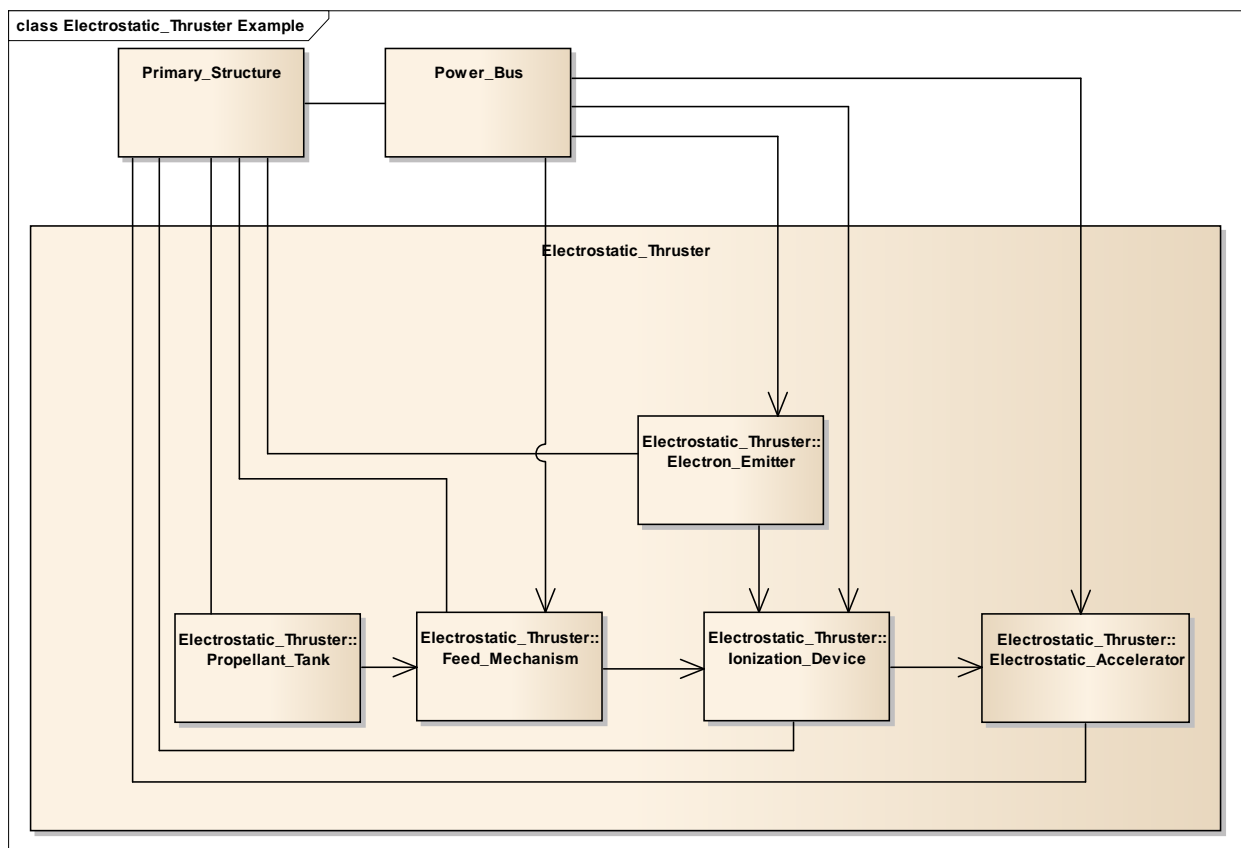 class Electrostatic_Thruster Example
Primary_Structure
Power_Bus
Electrostatic_Thruster
Electrostatic_Thruster::
Electron_Emitter
Electrostatic_Thruster::
Propellant_Tank
Electrostatic_Thruster::
Feed_Mechanism
Electrostatic_Thruster::
Ionization_Device
Electrostatic_Thruster::
Electrostatic_Accelerator